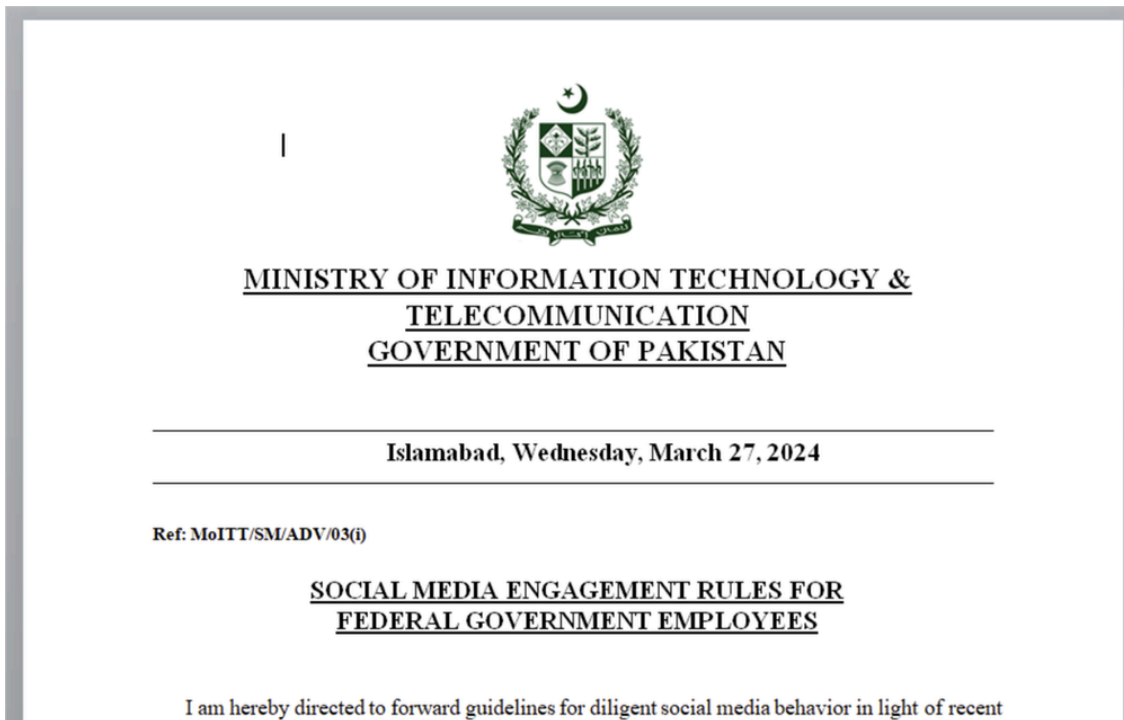 MINISTRY OF INFORMATION TECHNOLOGY &
TELECOMMUNICATION
GOVERNMENT OF PAKISTAN
Islamabad, Wednesday, March 27, 2024
Ref: MoITT/SM/ADV/03(i)
SOCIAL MEDIA ENGAGEMENT RULES FOR
FEDERAL GOVERNMENT EMPLOYEES
I am hereby directed to forward guidelines for diligent social media behavior in light of recent